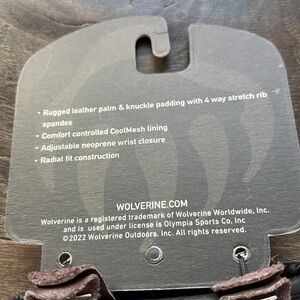 • Rugged leather palm & knuckle padding with 4 way stretch rib
spandex
• Comfort controlled CoolMesh lining
• Adjustable neoprene wrist closure
• Radial fit construction
WOLVERINE.COM
Wolverine is a registered trademark of Wolverine Worldwide, Inc.
and is used under license is Olympia Sports Co, Inc
©2022 Wolverine Outdoors, Inc. All rights reserved.